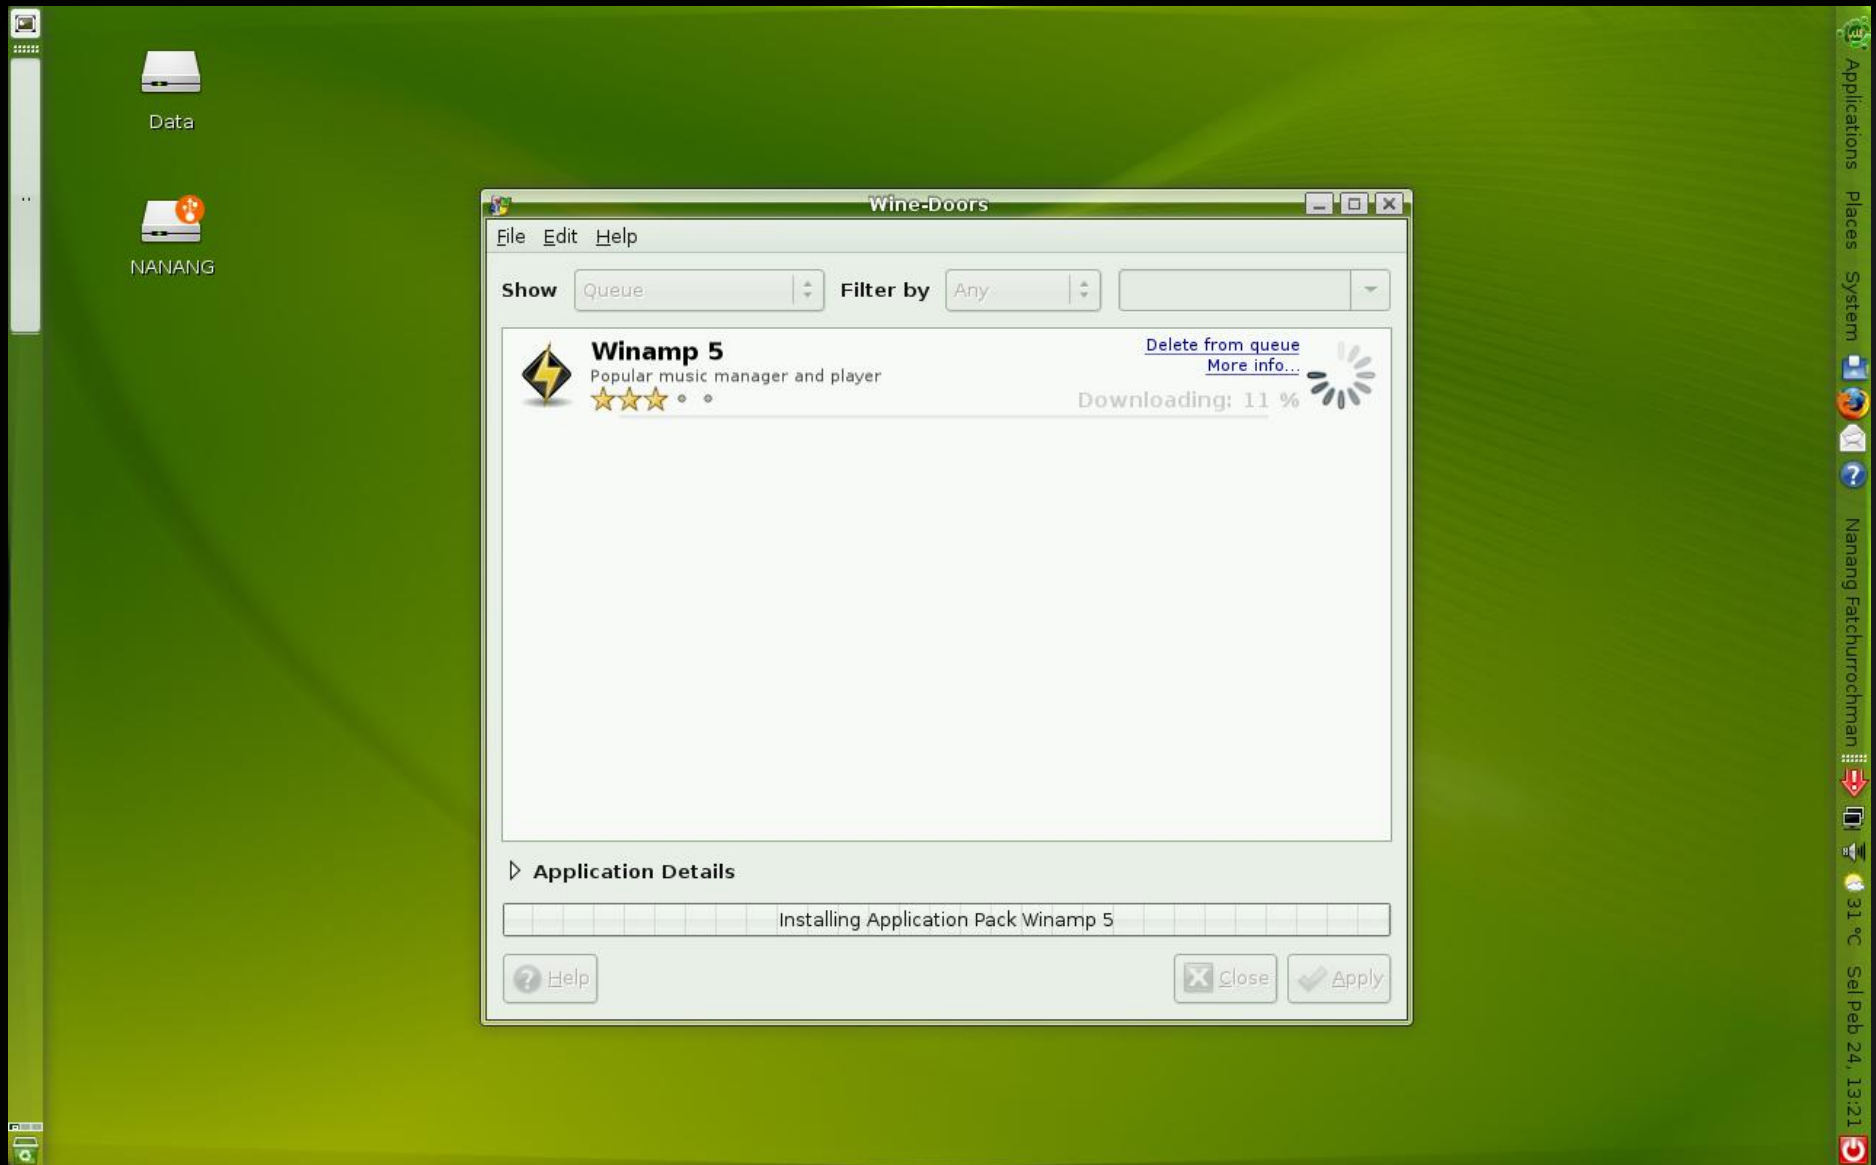 Data
NANANG
Wine-Doors
File Edit Help
Show Queue Filter by Any
Winamp 5
Popular music manager and player
Delete from queue
More info...
Downloading: 11 %
Application Details
Installing Application Pack Winamp 5
Help Close Apply
Applications Places System
Nanang Fatchurrochman
31 °C Sel Peb 24, 13:21